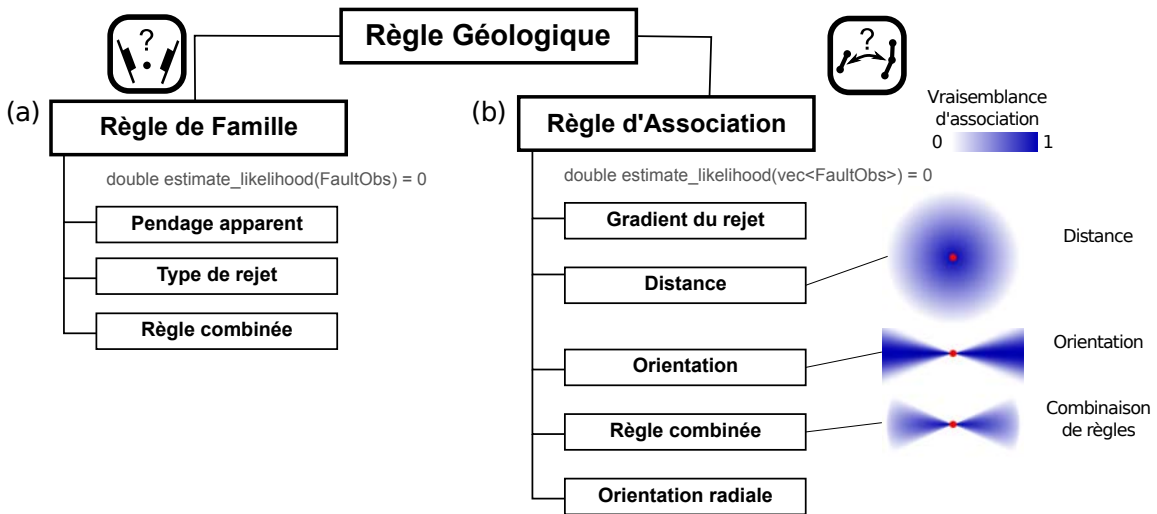 ?
Règle Géologique
?
Vraisemblance
d'association
0
1
(a)
Règle de Famille
(b)
Règle d'Association
double estimate_likelihood(FaultObs) = 0
double estimate_likelihood(vec<FaultObs>) = 0
Pendage apparent
Type de rejet
Règle combinée
Gradient du rejet
Distance
Orientation
Règle combinée
Orientation radiale
Distance
Orientation
Combinaison
de règles